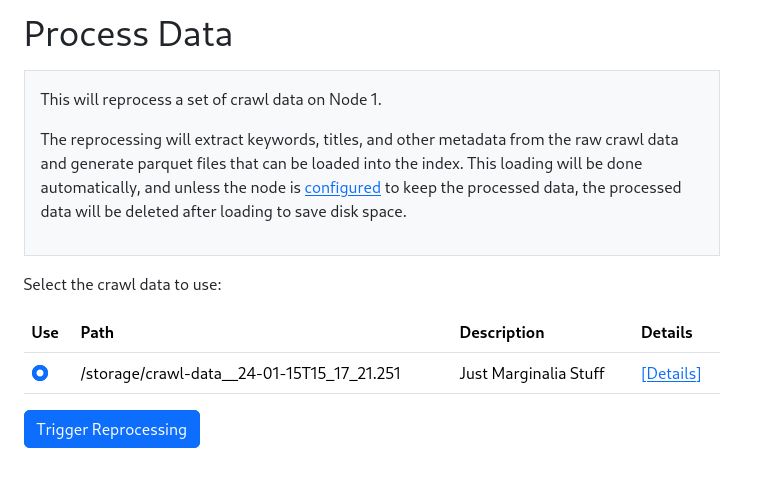 Process Data
This will reprocess a set of crawl data on Node 1.
The reprocessing will extract keywords, titles, and other metadata from the raw crawl data
and generate parquet files that can be loaded into the index. This loading will be done
automatically, and unless the node is configured to keep the processed data, the processed
data will be deleted after loading to save disk space.
Select the crawl data to use:
Use Path Description Details
/storage/crawl-data__24-01-15T15_17_21.251 Just Marginalia Stuff [Details]
Trigger Reprocessing